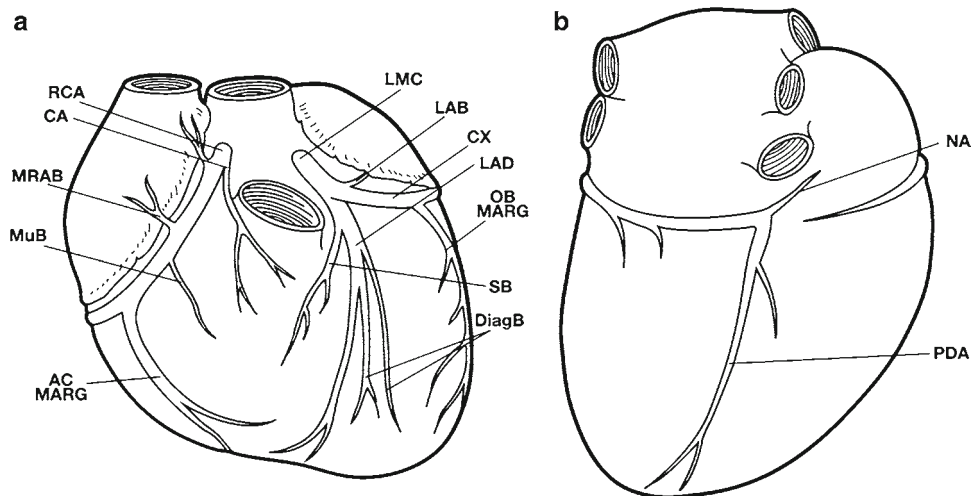 a
RCA
CA
MRAB
MuB
AC
MARG
LMC
LAB
CX
LAD
OB
MARG
SB
DiagB
b
NA
PDA